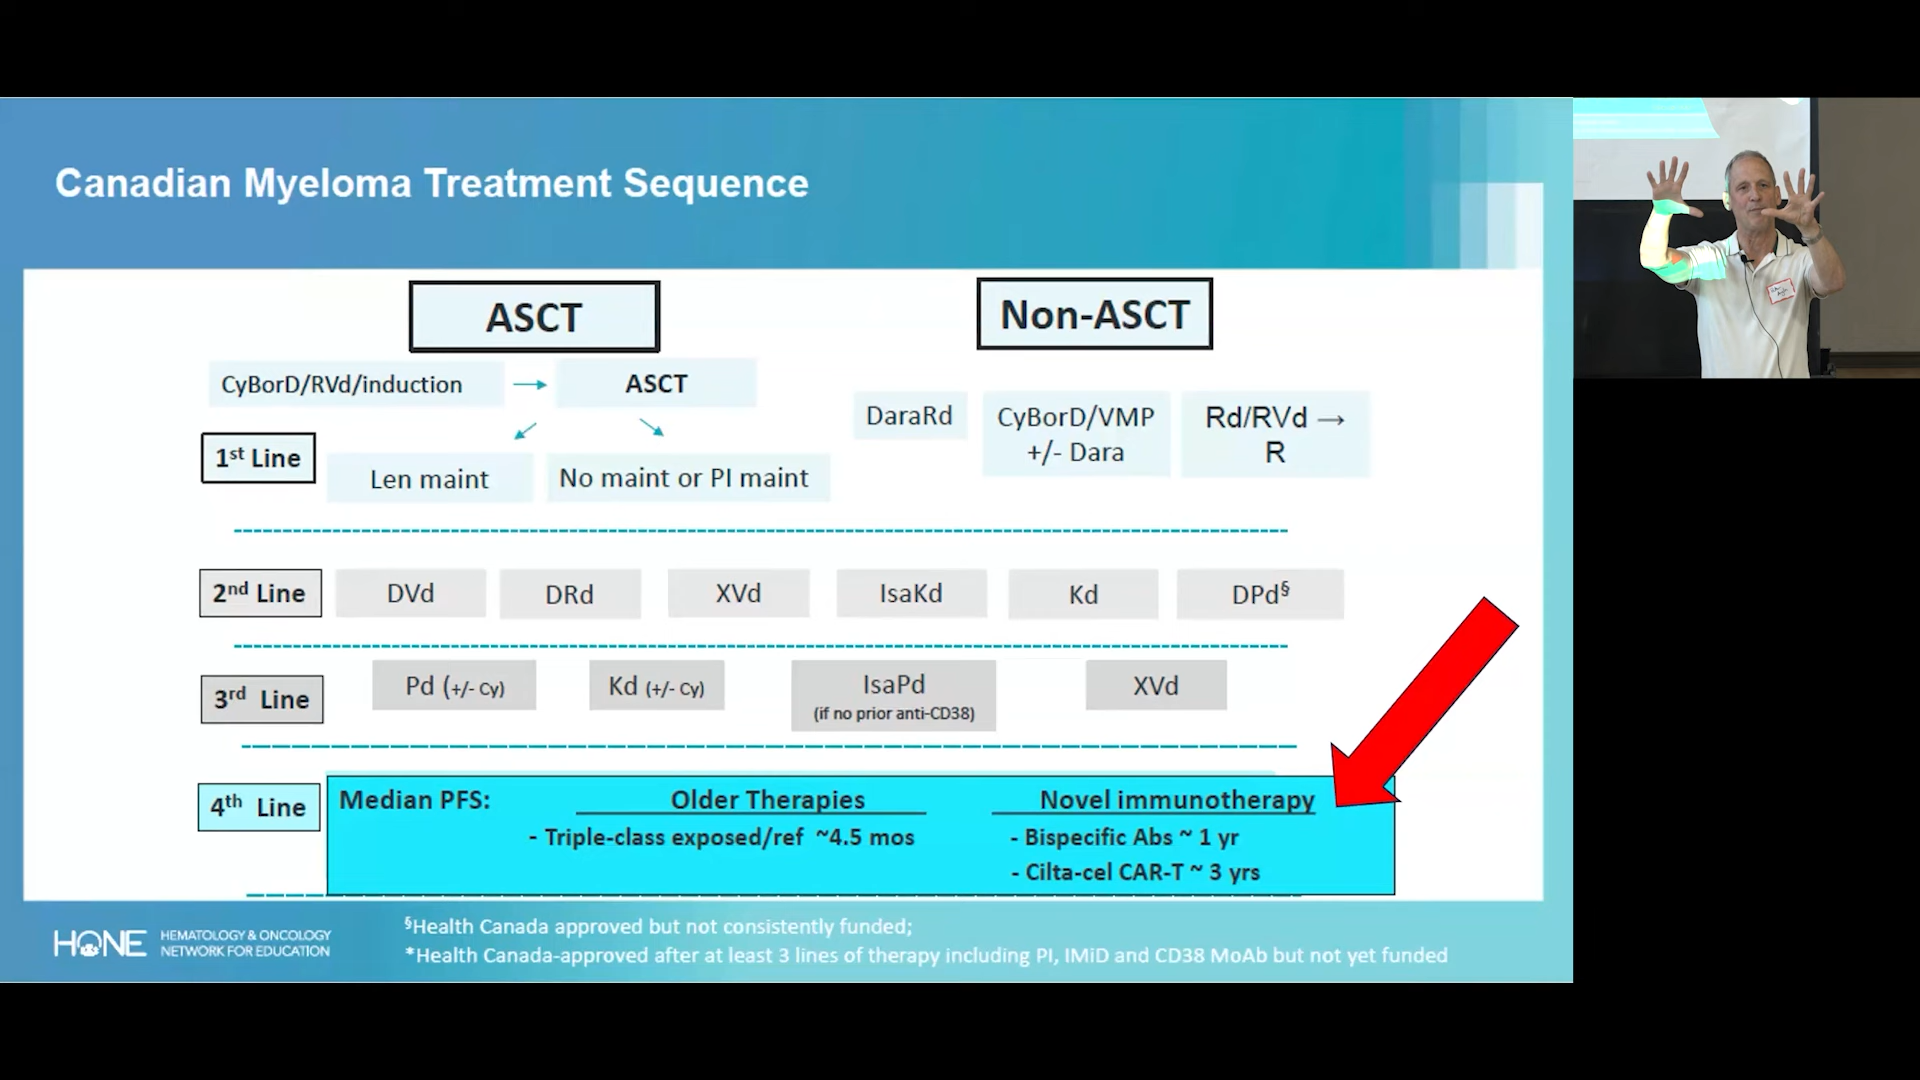 Canadian Myeloma Treatment Sequence
ASCT
Non-ASCT
CyBorD/RVd/induction → ASCT
1st Line
Len maint
No maint or PI maint
DaraRd
CyBorD/VMP
+/- Dara
Rd/RVd →
R
2nd Line
DVd
DRd
XVd
IsaKd
Kd
DPd§
3rd Line
Pd (+/- Cy)
Kd (+/- Cy)
IsaPd
(if no prior anti-CD38)
XVd
4th Line
Median PFS:
Older Therapies
- Triple-class exposed/ref ~4.5 mos
Novel immunotherapy
- Bispecific Abs ~ 1 yr
- Cilta-cel CAR-T ~ 3 yrs
HONE
HEMATOLOGY & ONCOLOGY
NETWORK FOR EDUCATION
§Health Canada approved but not consistently funded;
*Health Canada-approved after at least 3 lines of therapy including PI, IMiD and CD38 MoAb but not yet funded